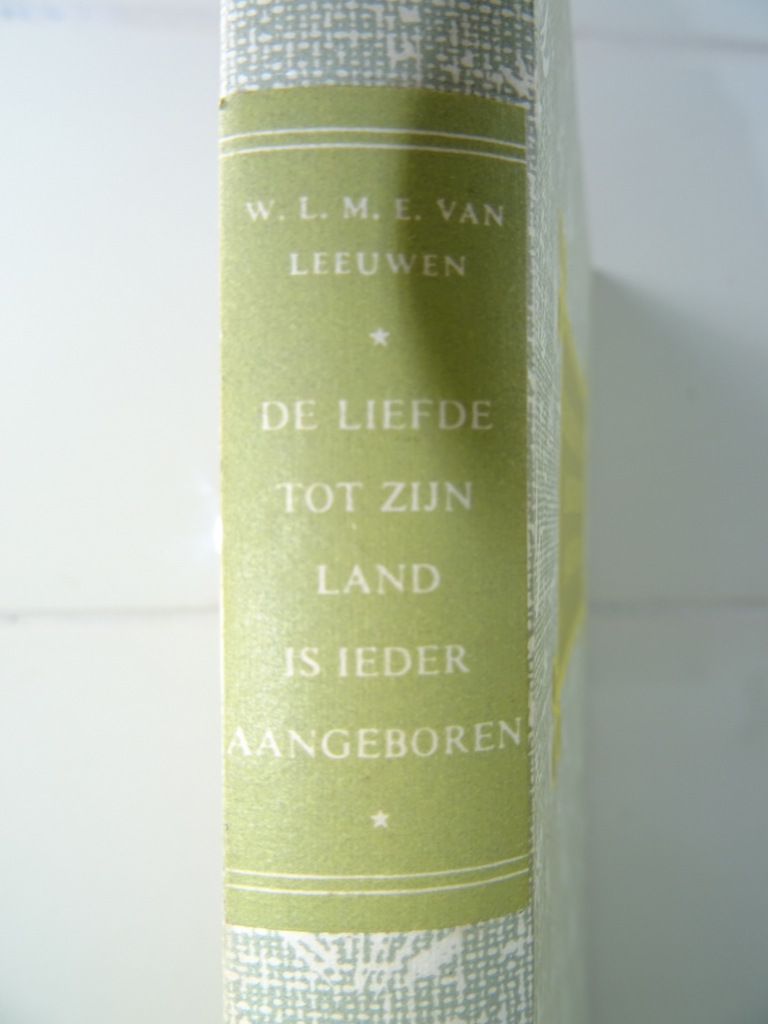 W. L. M. E. VAN
LEEUWEN
DE LIEFDE
TOT ZIJN
LAND
IS IEDER
AANGEBOREN